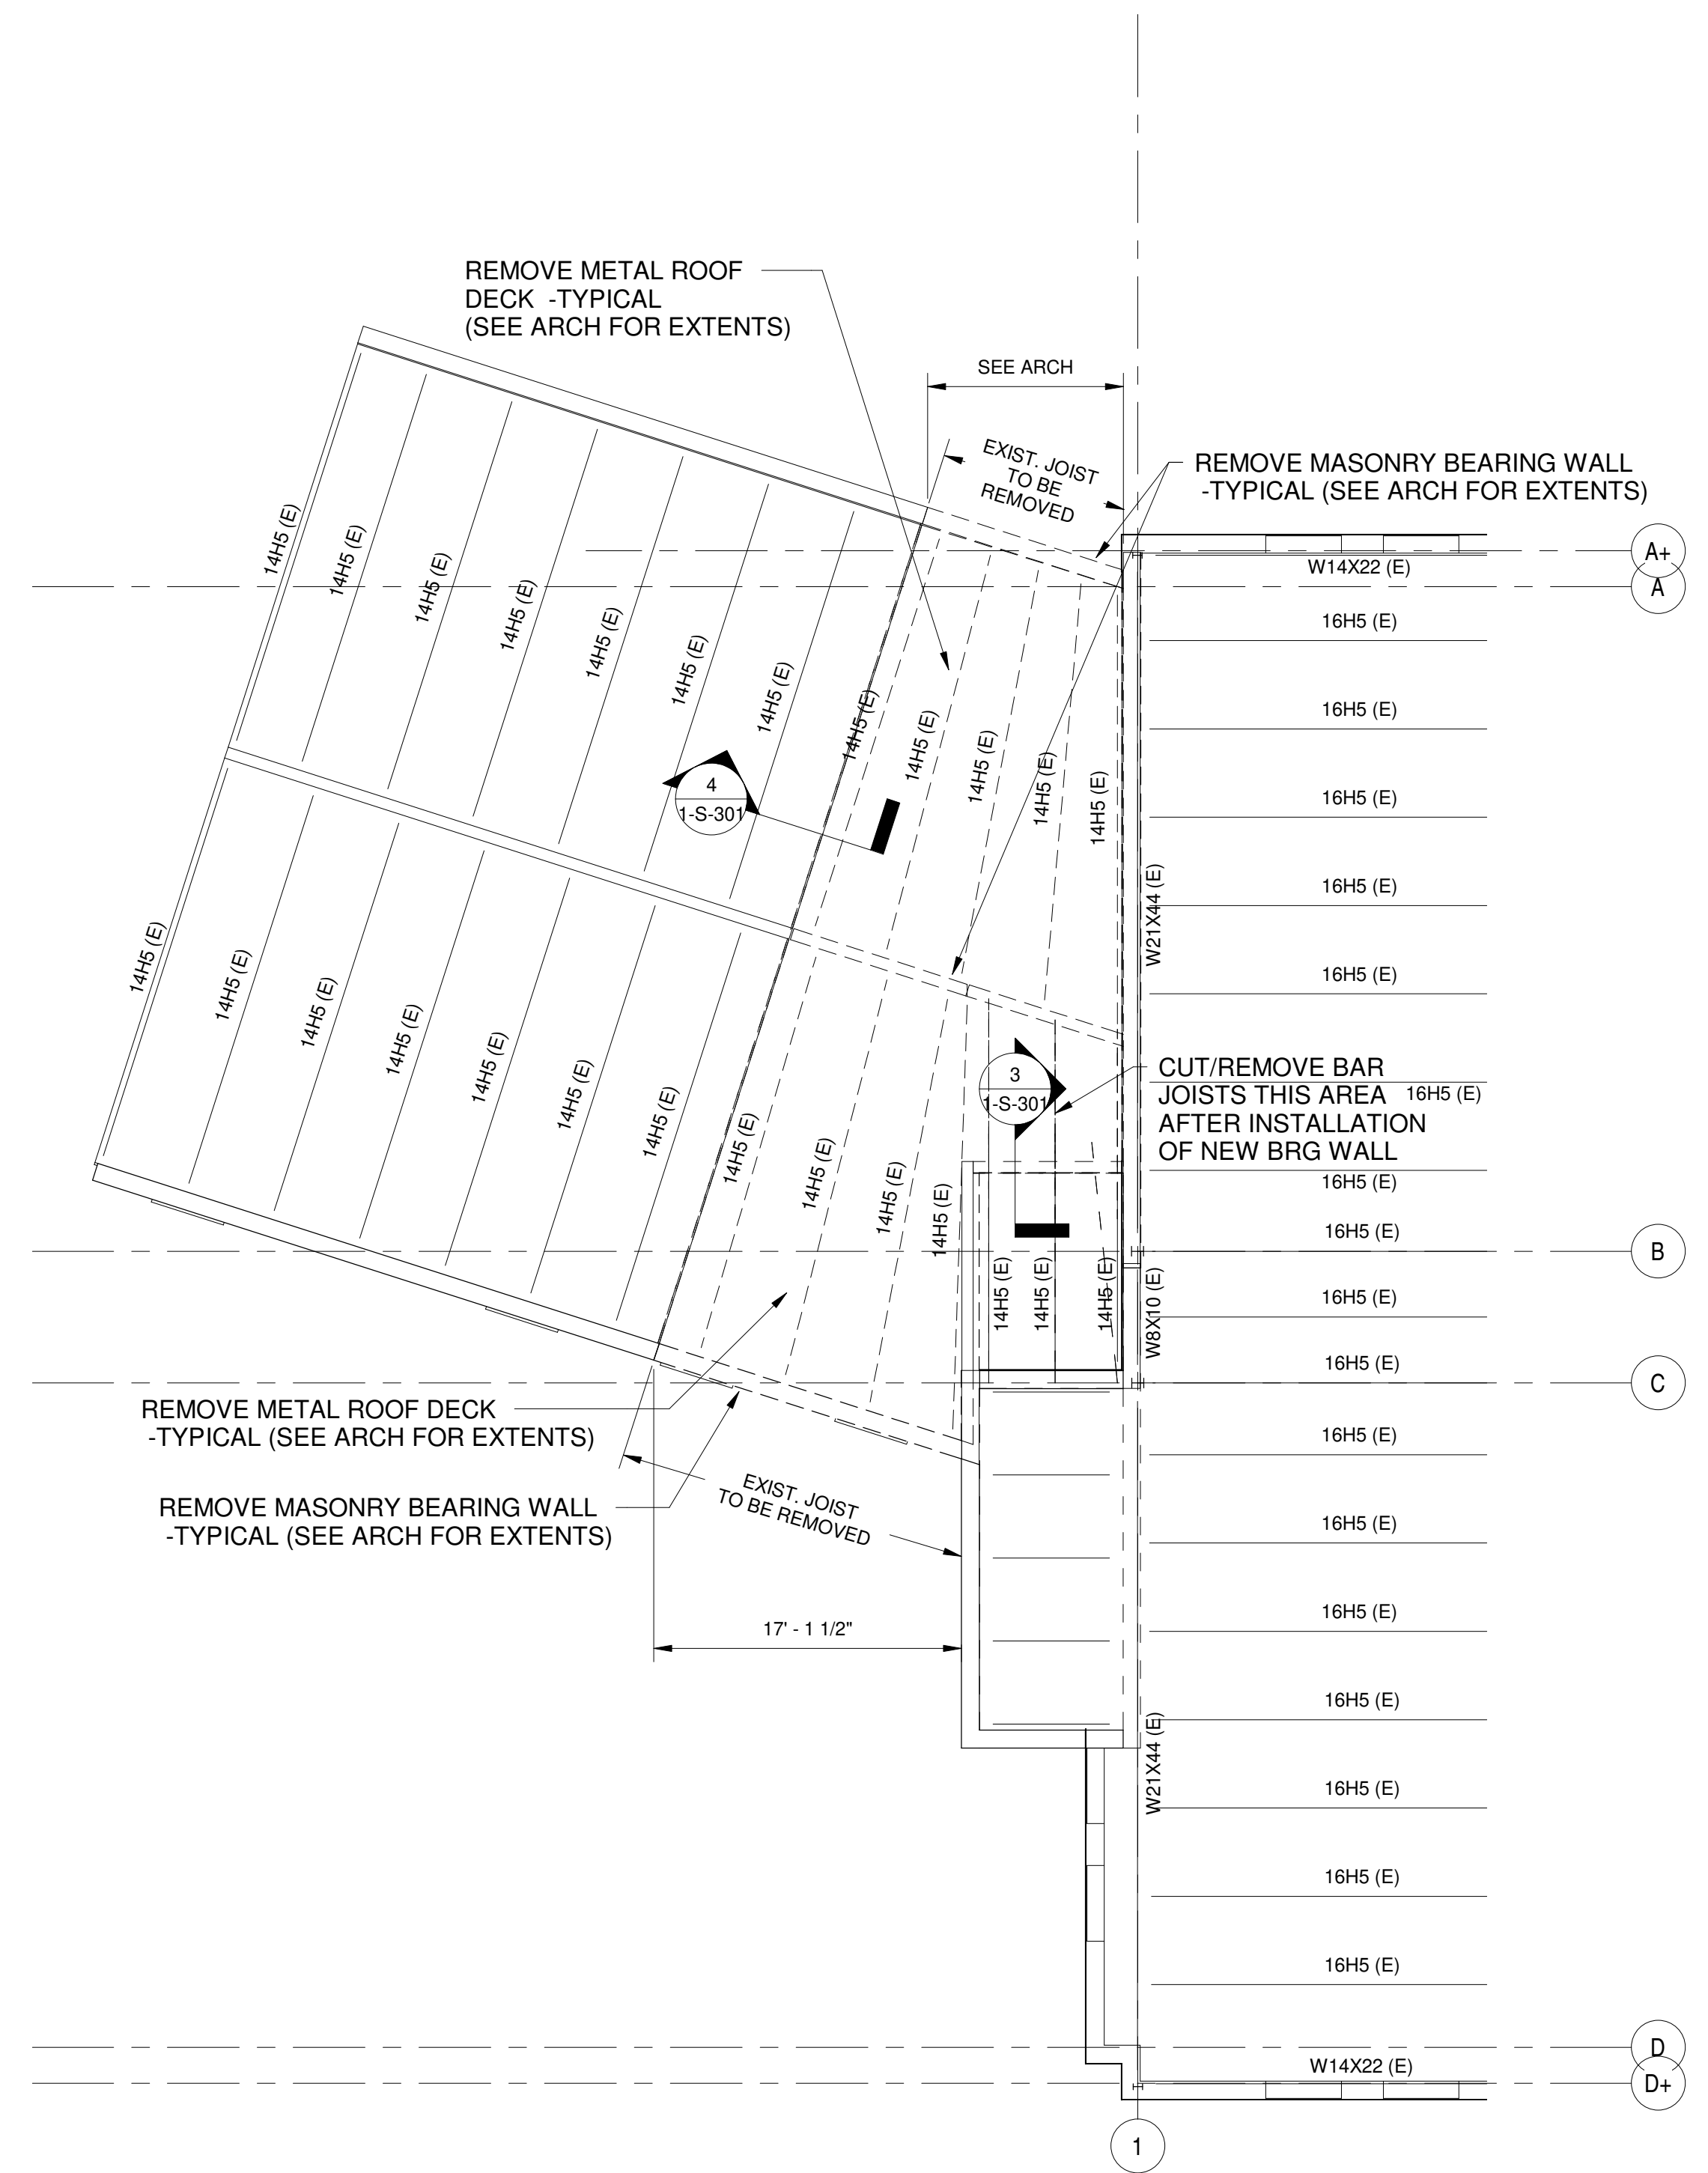 REMOVE METAL ROOF
DECK -TYPICAL
(SEE ARCH FOR EXTENTS)
SEE ARCH
EXIST. JOIST
TO BE
REMOVED
REMOVE MASONRY BEARING WALL
-TYPICAL (SEE ARCH FOR EXTENTS)
A+
A
W14X22 (E)
16H5 (E)
16H5 (E)
16H5 (E)
16H5 (E)
16H5 (E)
14H5 (E)
14H5 (E)
14H5 (E)
14H5 (E)
14H5 (E)
14H5 (E)
14H5 (E)
14H5 (E)
14H5 (E)
14H5 (E)
14H5 (E)
14H5 (E)
4
1-S-301
W21X44 (E)
14H5 (E)
14H5 (E)
14H5 (E)
14H5 (E)
14H5 (E)
14H5 (E)
14H5 (E)
14H5 (E)
14H5 (E)
14H5 (E)
14H5 (E)
3
1-S-301
CUT/REMOVE BAR
JOISTS THIS AREA
AFTER INSTALLATION
OF NEW BRG WALL
16H5 (E)
16H5 (E)
16H5 (E)
B
14H5 (E)
14H5 (E)
14H5 (E)
W8X10 (E)
16H5 (E)
16H5 (E)
C
REMOVE METAL ROOF DECK
-TYPICAL (SEE ARCH FOR EXTENTS)
REMOVE MASONRY BEARING WALL
-TYPICAL (SEE ARCH FOR EXTENTS)
EXIST. JOIST
TO BE REMOVED
17' - 1 1/2"
16H5 (E)
16H5 (E)
16H5 (E)
16H5 (E)
W21X44 (E)
16H5 (E)
16H5 (E)
16H5 (E)
D
W14X22 (E)
D+
1